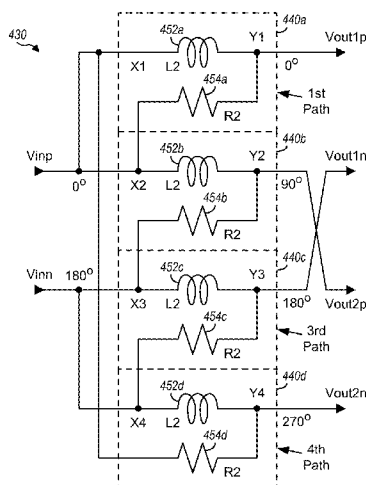 430
452a
Y1
440a
Vout1p
X1
L2
0°
454a
R2
1st
Path
452b
Y2
440b
Vout1n
Vinp
0°
X2
L2
90°
454b
R2
452c
Y3
440c
Vinn
180°
X3
L2
180°
Vout2p
454c
R2
3rd
Path
452d
Y4
440d
Vout2n
X4
L2
270°
454d
R2
4th
Path